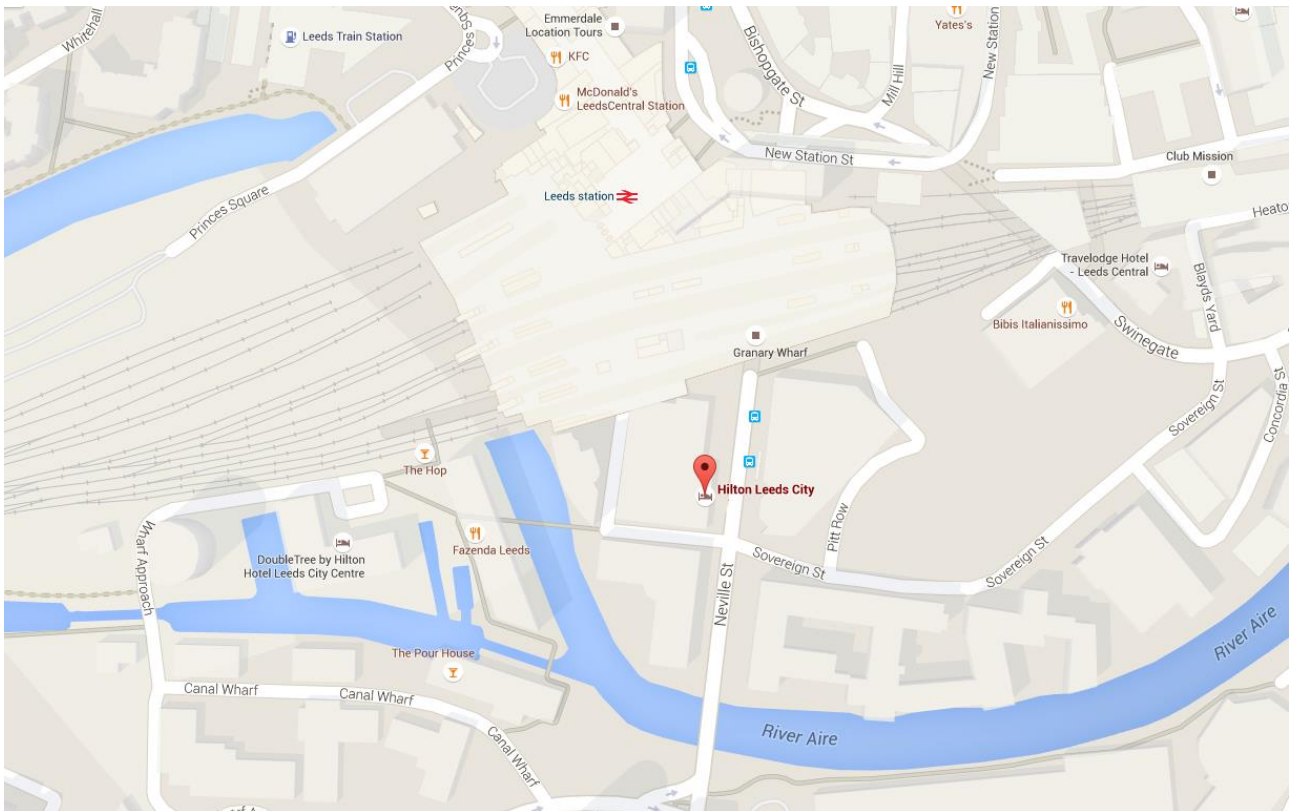 Emmerdale
Location Tours
Yates's
Whitehall
Leeds Train Station
Princes Squa
KFC
Bishopgate St
Mill Hill
New Station
McDonald's
LeedsCentral Station
New Station St
Club Mission
Leeds station
Princes Square
Heaton
Travelodge Hotel
- Leeds Central
Blayds Yard
Bibis Italianissimo
Swinegate
Granary Wharf
Concordia St
Sovereign St
The Hop
Hilton Leeds City
Pitt Row
Wharf Approach
Fazenda Leeds
DoubleTree by Hilton
Hotel Leeds City Centre
Sovereign St
Sovereign St
Neville St
River Aire
The Pour House
Canal Wharf
Canal Wharf
Canal Wharf
River Aire